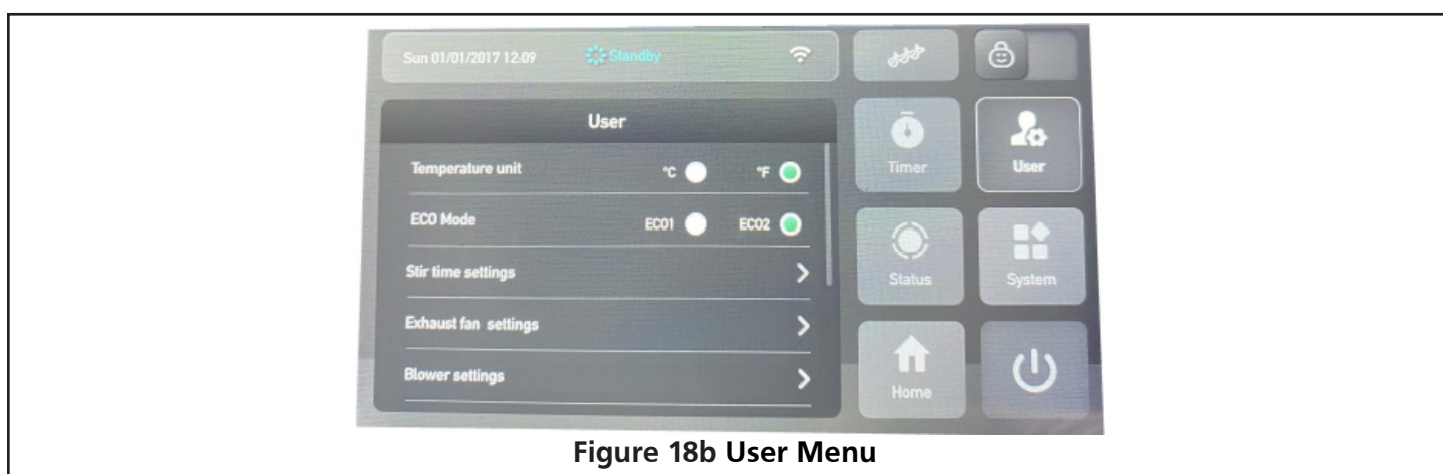 Sun 01/01/2017 12:09 Standby
User
Temperature unit °C °F
ECO Mode ECO1 ECO2
Stir time settings
Exhaust fan settings
Blower settings
Timer User
Status System
Home
Figure 18b User Menu